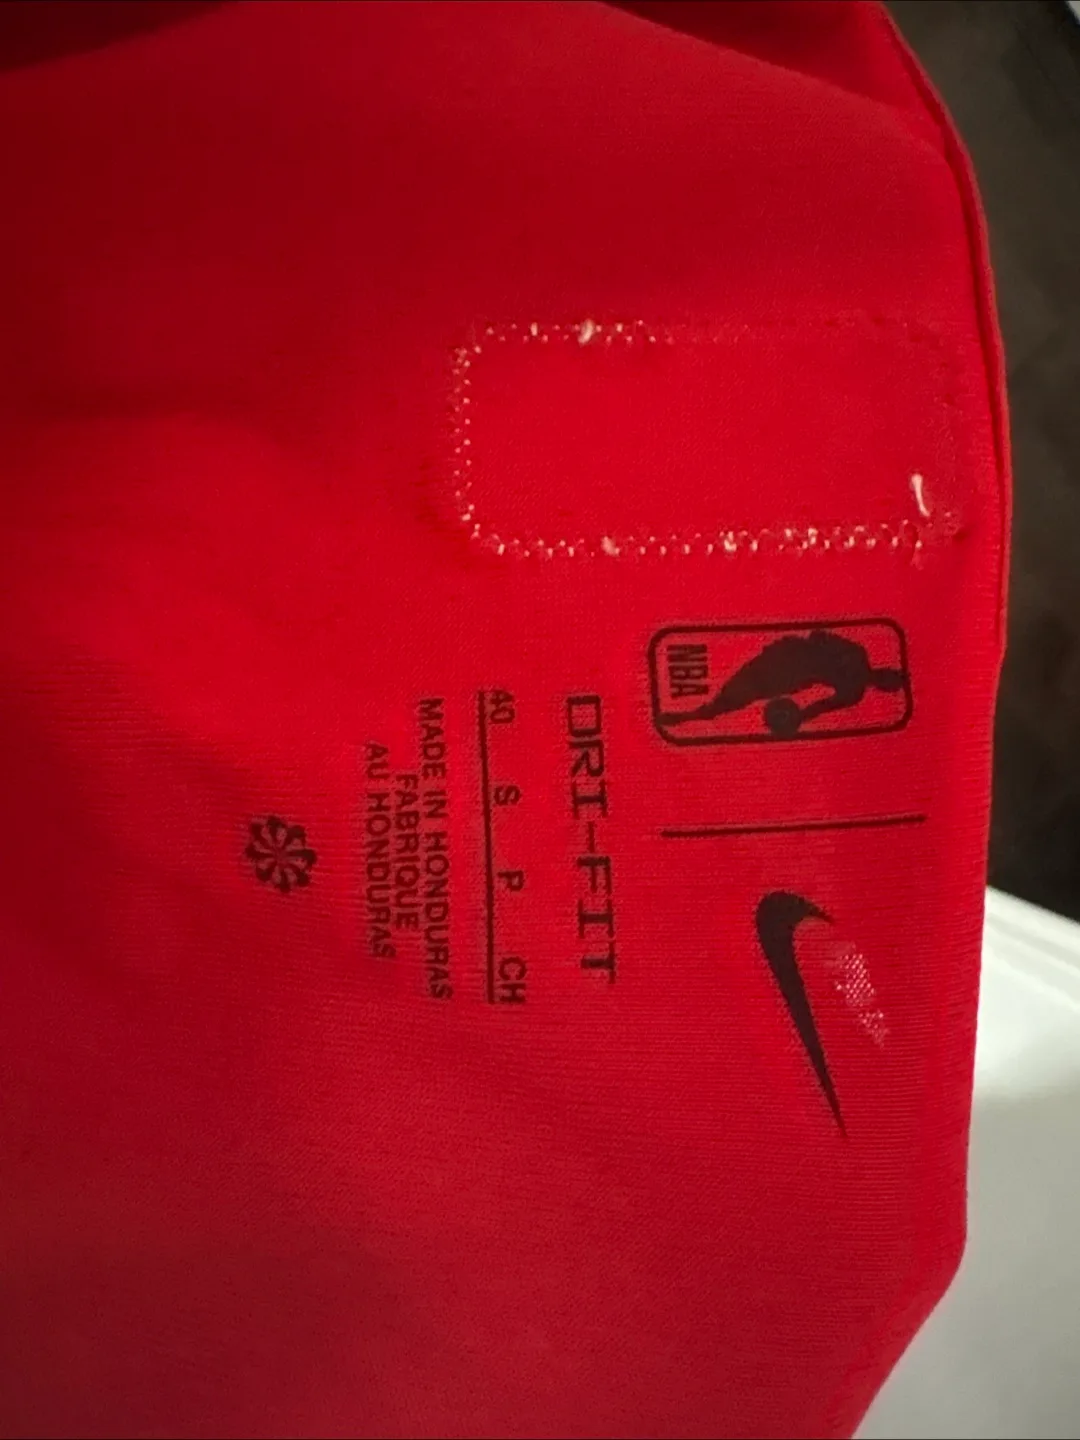 NBA
DRI-FIT
40 S P CH
MADE IN HONDURAS
FABRIQUE
AU HONDURAS